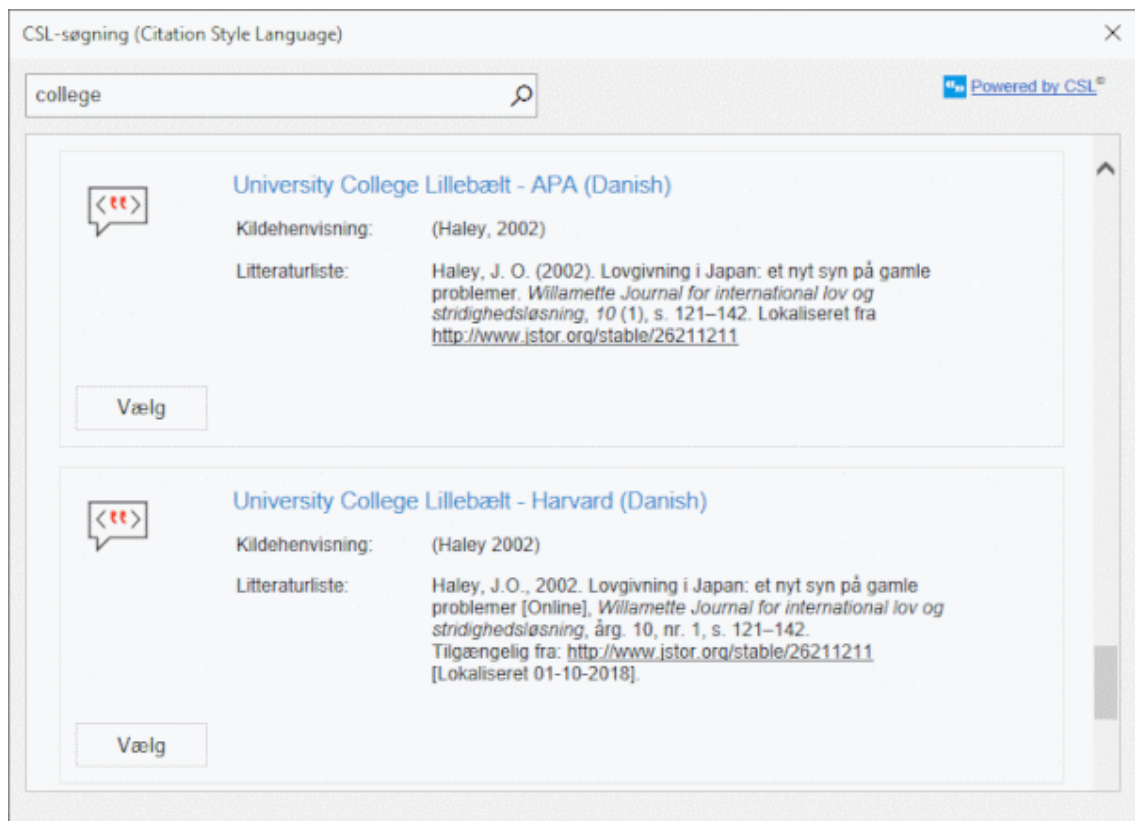 CSL-søgning (Citation Style Language)
college
Powered by CSL©
University College Lillebælt - APA (Danish)
Kildehenvisning: (Haley, 2002)
Litteraturliste: Haley, J. O. (2002). Lovgivning i Japan: et nyt syn på gamle
problemer. Willamette Journal for international lov og
stridighedsløsning, 10 (1), s. 121–142. Lokaliseret fra
http://www.jstor.org/stable/26211211
Vælg
University College Lillebælt - Harvard (Danish)
Kildehenvisning: (Haley 2002)
Litteraturliste: Haley, J.O., 2002. Lovgivning i Japan: et nyt syn på gamle
problemer [Online], Willamette Journal for international lov og
stridighedsløsning, årg. 10, nr. 1, s. 121–142.
Tilgængelig fra: http://www.jstor.org/stable/26211211
[Lokaliseret 01-10-2018].
Vælg